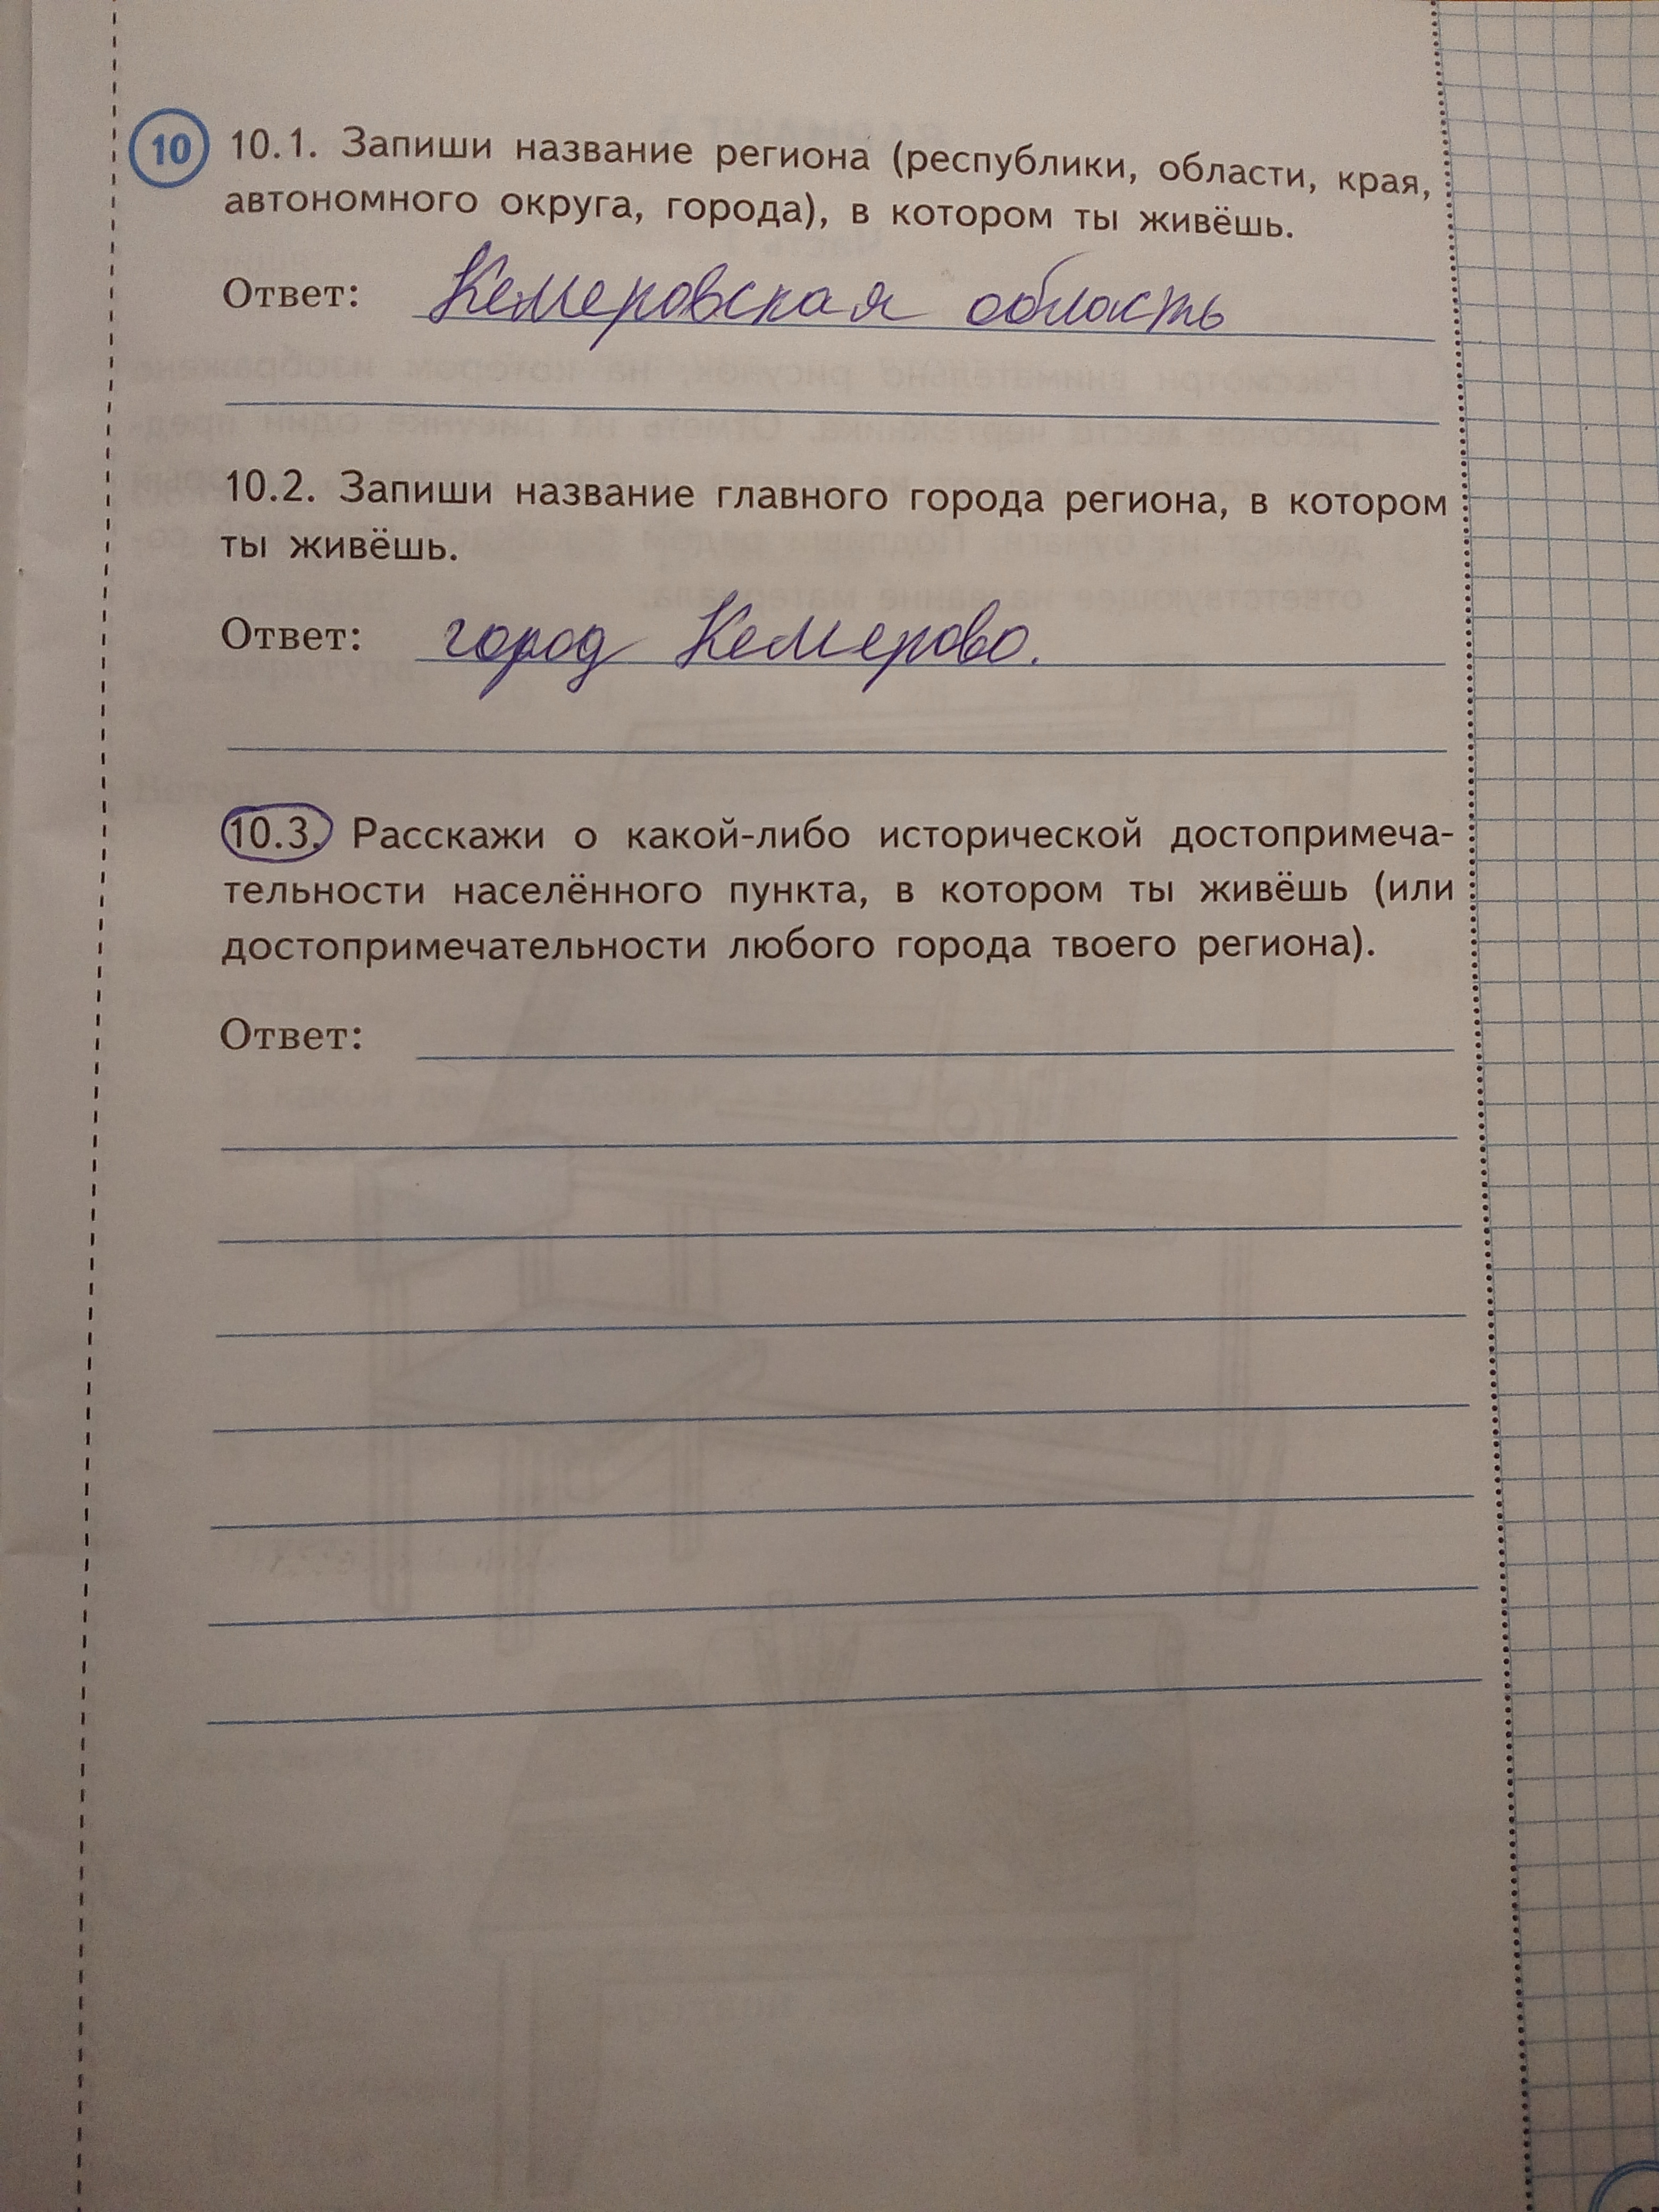 10 10.1. Запиши название региона (республики, области, края,
автономного округа, города), в котором ты живёшь.
Ответ: Кемеровская область
10.2. Запиши название главного города региона, в котором
ты живёшь.
Ответ: город Кемерово.
10.3. Расскажи о какой-либо исторической достопримеча-
тельности населённого пункта, в котором ты живёшь (или
достопримечательности любого города твоего региона).
Ответ: